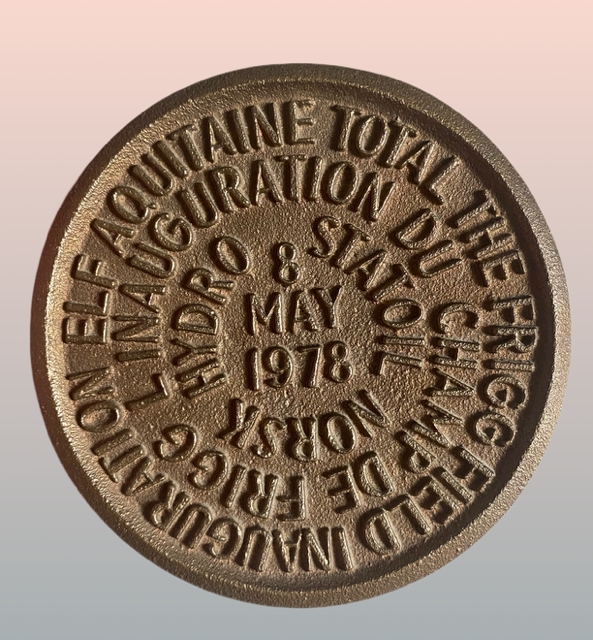 ELF AQUITAINE TOTAL THE FRIGG FIELD INAUGURATION
L INAUGURATION DU CHAMP DE FRIGG
NORSK HYDRO STATOIL
8
MAY
1978